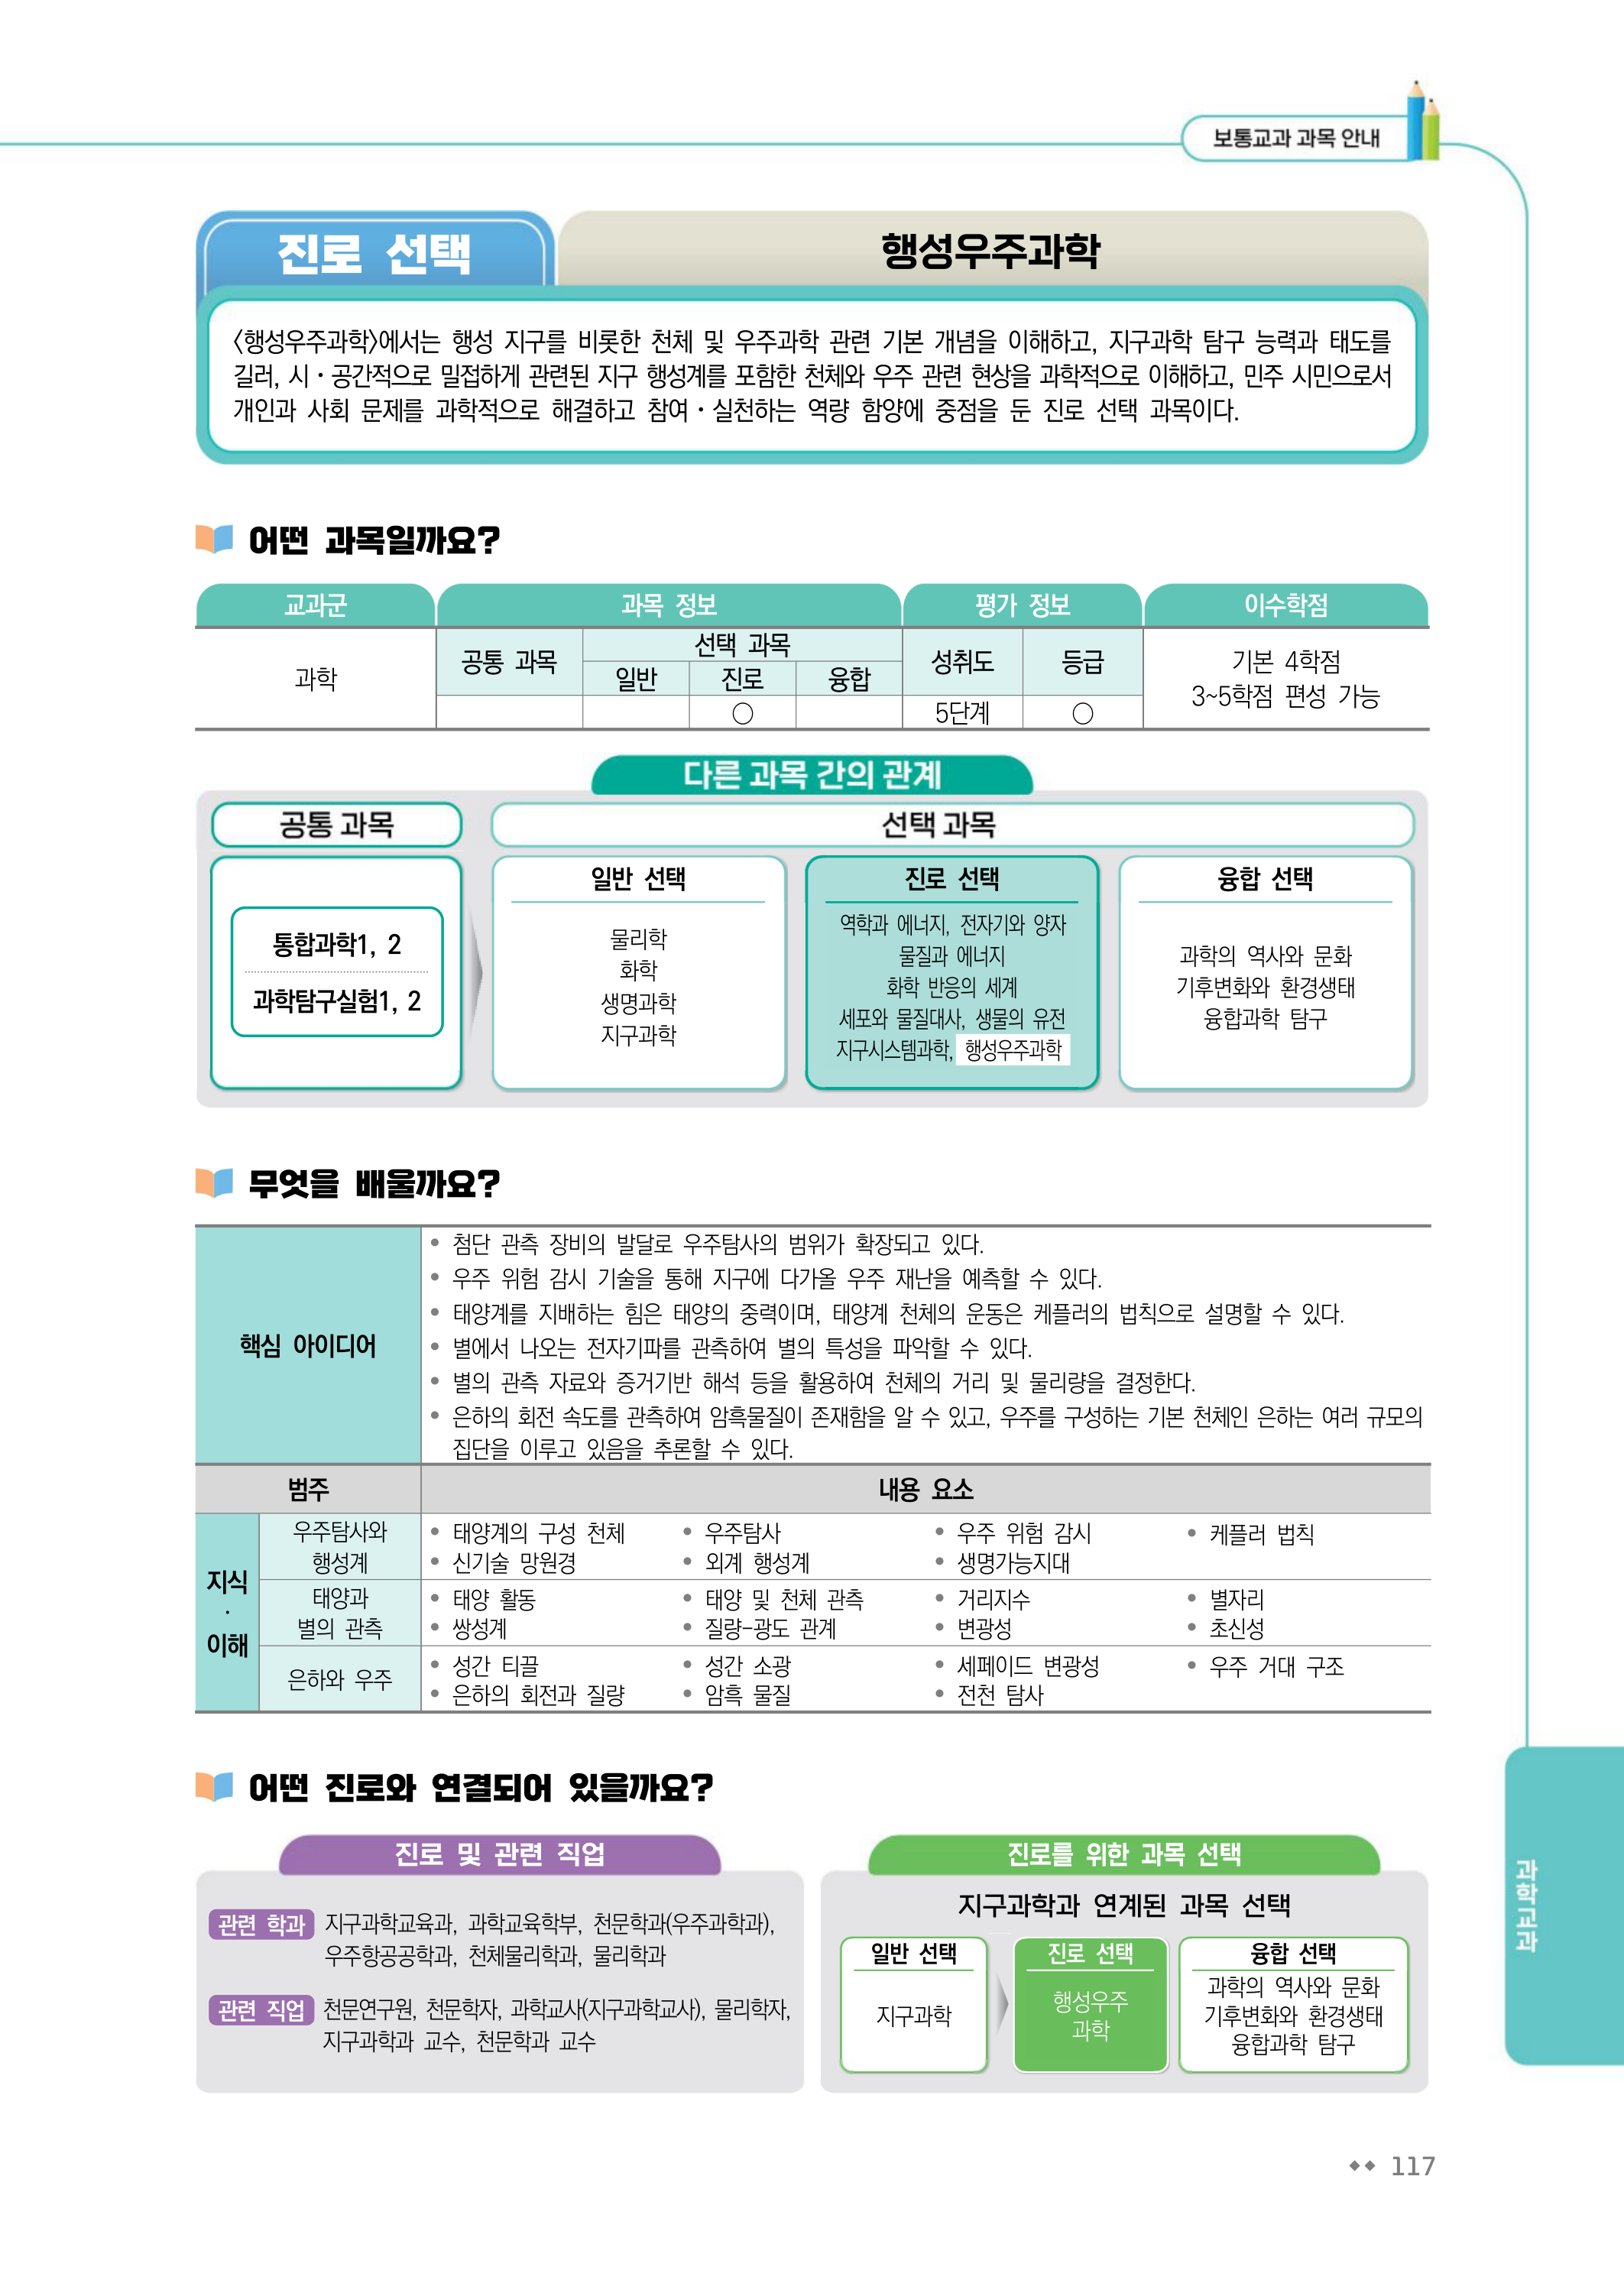 보통교과 과목 안내
진로 선택
행성우주과학
〈행성우주과학〉에서는 행성 지구를 비롯한 천체 및 우주과학 관련 기본 개념을 이해하고, 지구과학 탐구 능력과 태도를
길러, 시·공간적으로 밀접하게 관련된 지구 행성계를 포함한 천체와 우주 관련 현상을 과학적으로 이해하고, 민주 시민으로서
개인과 사회 문제를 과학적으로 해결하고 참여·실천하는 역량 함양에 중점을 둔 진로 선택 과목이다.
어떤 과목일까요?
교과군 과목 정보 평가 정보 이수학점
과학
공통 과목
선택 과목
일반 진로 융합
○
성취도 등급
5단계 ○
기본 4학점
3~5학점 편성 가능
다른 과목 간의 관계
공통 과목
선택 과목
통합과학1, 2
과학탐구실험1, 2
일반 선택
물리학
화학
생명과학
지구과학
진로 선택
역학과 에너지, 전자기와 양자
물질과 에너지
화학 반응의 세계
세포와 물질대사, 생물의 유전
지구시스템과학, 행성우주과학
융합 선택
과학의 역사와 문화
기후변화와 환경생태
융합과학 탐구
무엇을 배울까요?
핵심 아이디어
• 첨단 관측 장비의 발달로 우주탐사의 범위가 확장되고 있다.
• 우주 위험 감시 기술을 통해 지구에 다가올 우주 재난을 예측할 수 있다.
• 태양계를 지배하는 힘은 태양의 중력이며, 태양계 천체의 운동은 케플러의 법칙으로 설명할 수 있다.
• 별에서 나오는 전자기파를 관측하여 별의 특성을 파악할 수 있다.
• 별의 관측 자료와 증거기반 해석 등을 활용하여 천체의 거리 및 물리량을 결정한다.
• 은하의 회전 속도를 관측하여 암흑물질이 존재함을 알 수 있고, 우주를 구성하는 기본 천체인 은하는 여러 규모의
집단을 이루고 있음을 추론할 수 있다.
범주 내용 요소
지식
·
이해
우주탐사와
행성계
• 태양계의 구성 천체 • 우주탐사 • 우주 위험 감시 • 케플러 법칙
• 신기술 망원경 • 외계 행성계 • 생명가능지대
태양과
별의 관측
• 태양 활동 • 태양 및 천체 관측 • 거리지수 • 별자리
• 쌍성계 • 질량-광도 관계 • 변광성 • 초신성
은하와 우주
• 성간 티끌 • 성간 소광 • 세페이드 변광성 • 우주 거대 구조
• 은하의 회전과 질량 • 암흑 물질 • 전천 탐사
어떤 진로와 연결되어 있을까요?
진로 및 관련 직업
관련 학과 지구과학교육과, 과학교육학부, 천문학과(우주과학과),
우주항공공학과, 천체물리학과, 물리학과
관련 직업 천문연구원, 천문학자, 과학교사(지구과학교사), 물리학자,
지구과학과 교수, 천문학과 교수
진로를 위한 과목 선택
지구과학과 연계된 과목 선택
일반 선택
지구과학
진로 선택
행성우주
과학
융합 선택
과학의 역사와 문화
기후변화와 환경생태
융합과학 탐구
과학교과
117